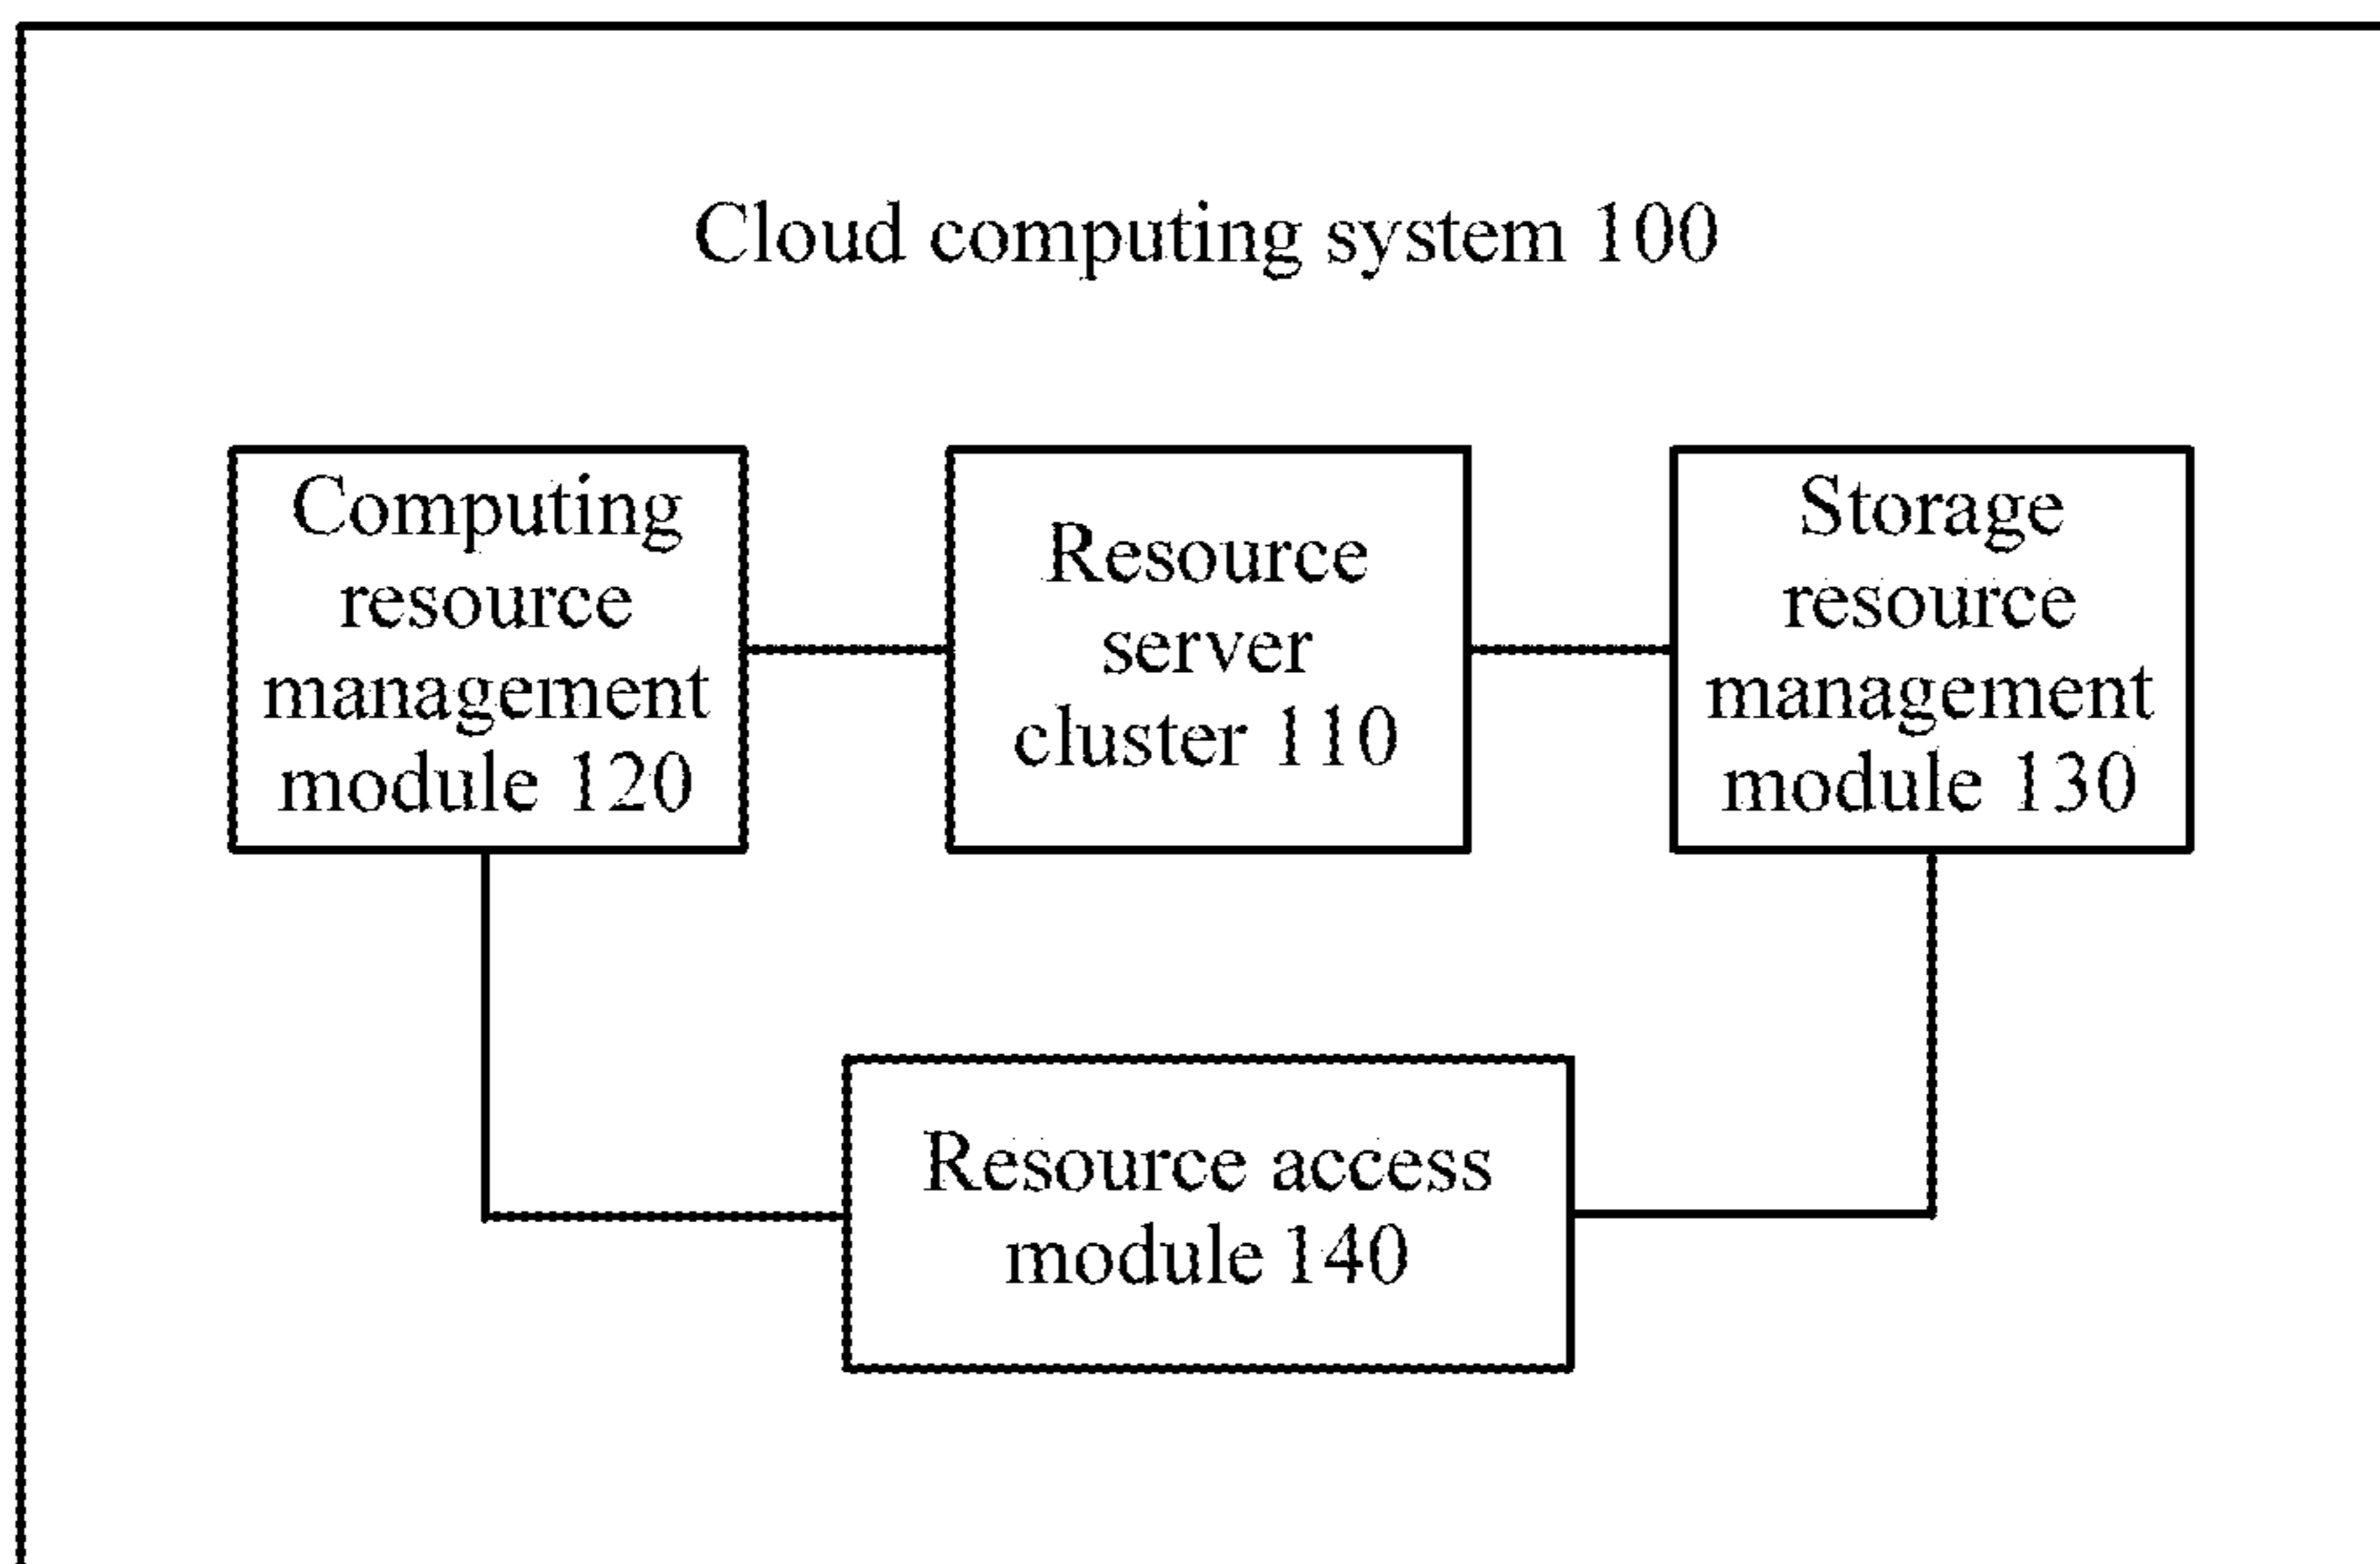 Cloud computing system 100
Computing
resource
management
module 120
Resource
server
cluster 110
Storage
resource
management
module 130
Resource access
module 140